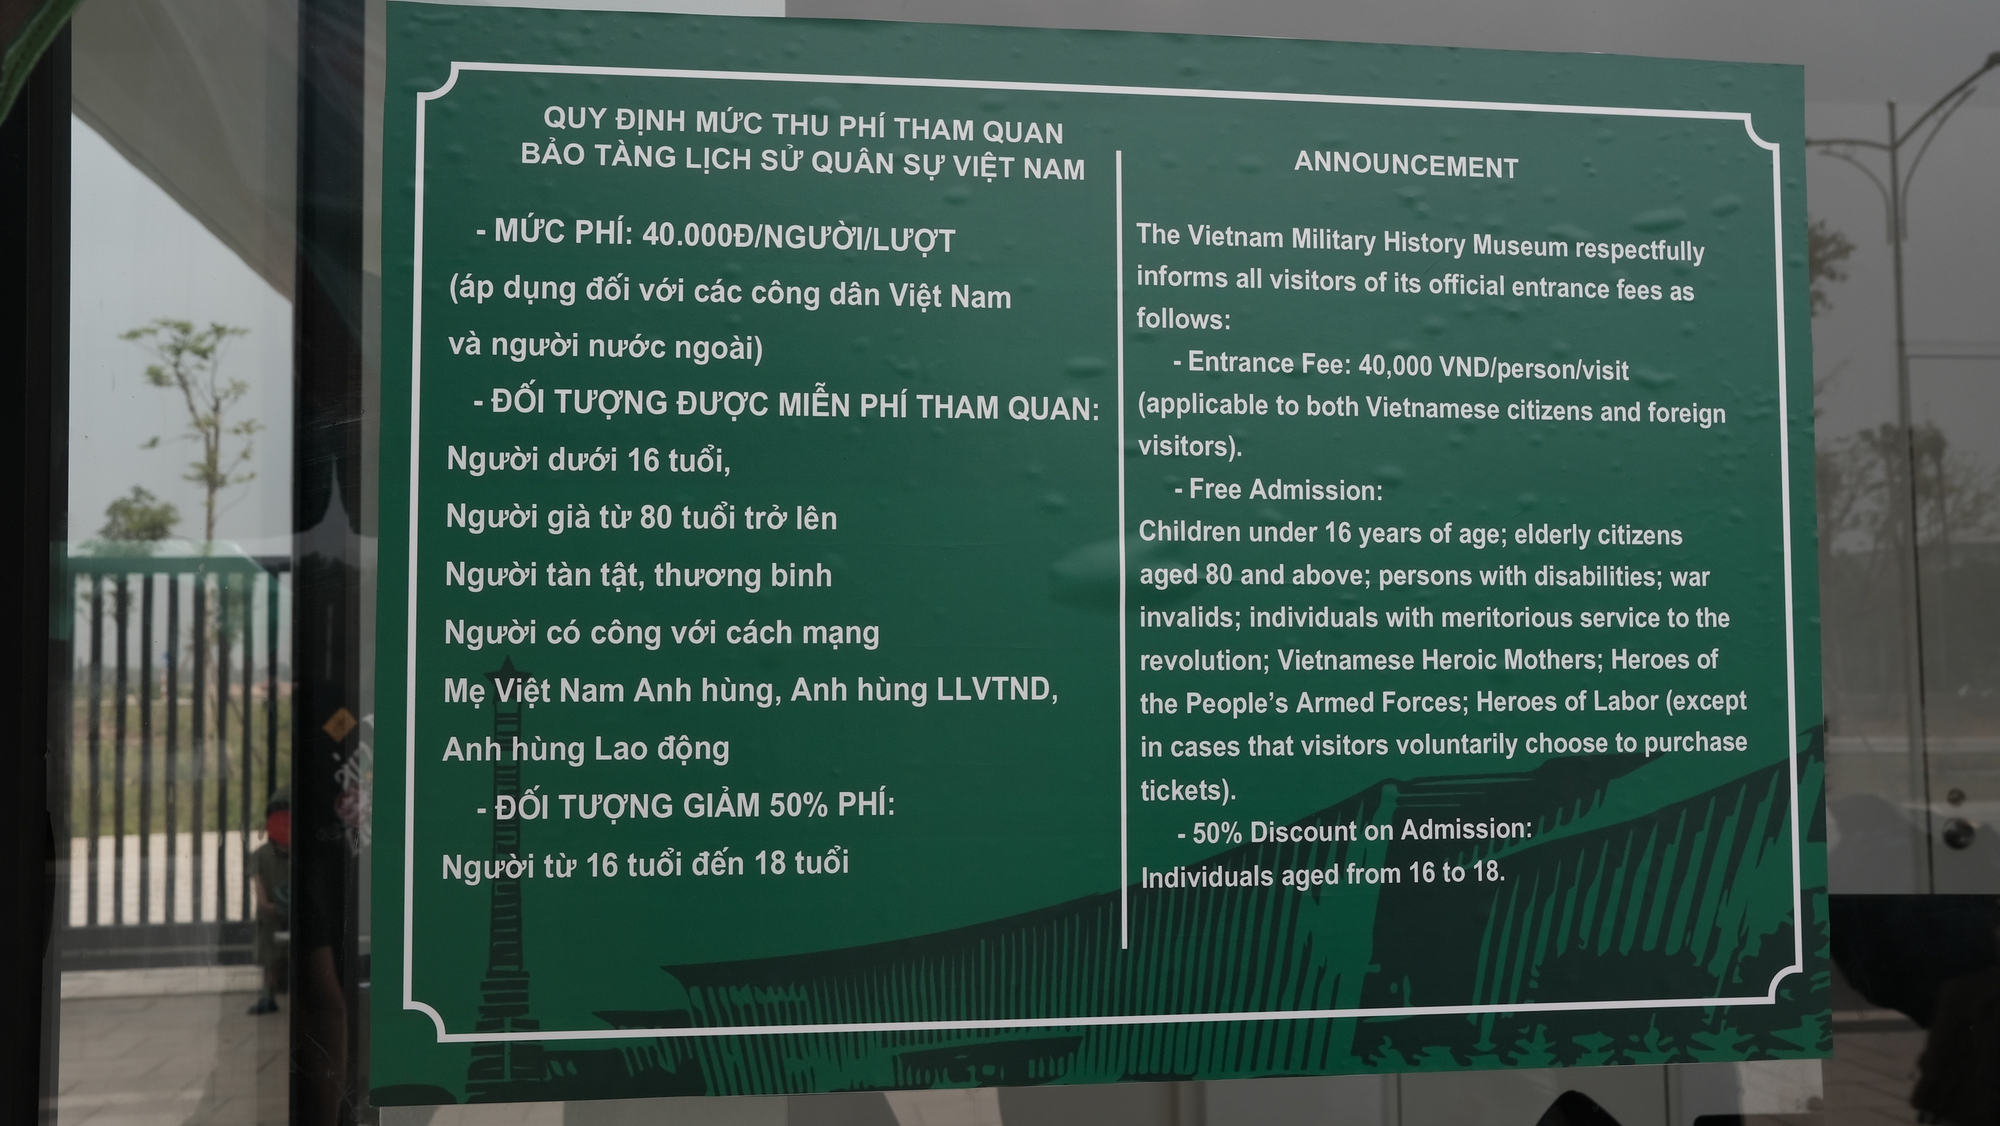 QUY ĐỊNH MỨC THU PHÍ THAM QUAN
BẢO TÀNG LỊCH SỬ QUÂN SỰ VIỆT NAM
- MỨC PHÍ: 40.000Đ/NGƯỜI/LƯỢT
(áp dụng đối với các công dân Việt Nam
và người nước ngoài)
- ĐỐI TƯỢNG ĐƯỢC MIỄN PHÍ THAM QUAN:
Người dưới 16 tuổi,
Người già từ 80 tuổi trở lên
Người tàn tật, thương binh
Người có công với cách mạng
Mẹ Việt Nam Anh hùng, Anh hùng LLVTND,
Anh hùng Lao động
- ĐỐI TƯỢNG GIẢM 50% PHÍ:
Người từ 16 tuổi đến 18 tuổi
ANNOUNCEMENT
The Vietnam Military History Museum respectfully
informs all visitors of its official entrance fees as
follows:
- Entrance Fee: 40,000 VND/person/visit
(applicable to both Vietnamese citizens and foreign
visitors).
- Free Admission:
Children under 16 years of age; elderly citizens
aged 80 and above; persons with disabilities; war
invalids; individuals with meritorious service to the
revolution; Vietnamese Heroic Mothers; Heroes of
the People’s Armed Forces; Heroes of Labor (except
in cases that visitors voluntarily choose to purchase
tickets).
- 50% Discount on Admission:
Individuals aged from 16 to 18.